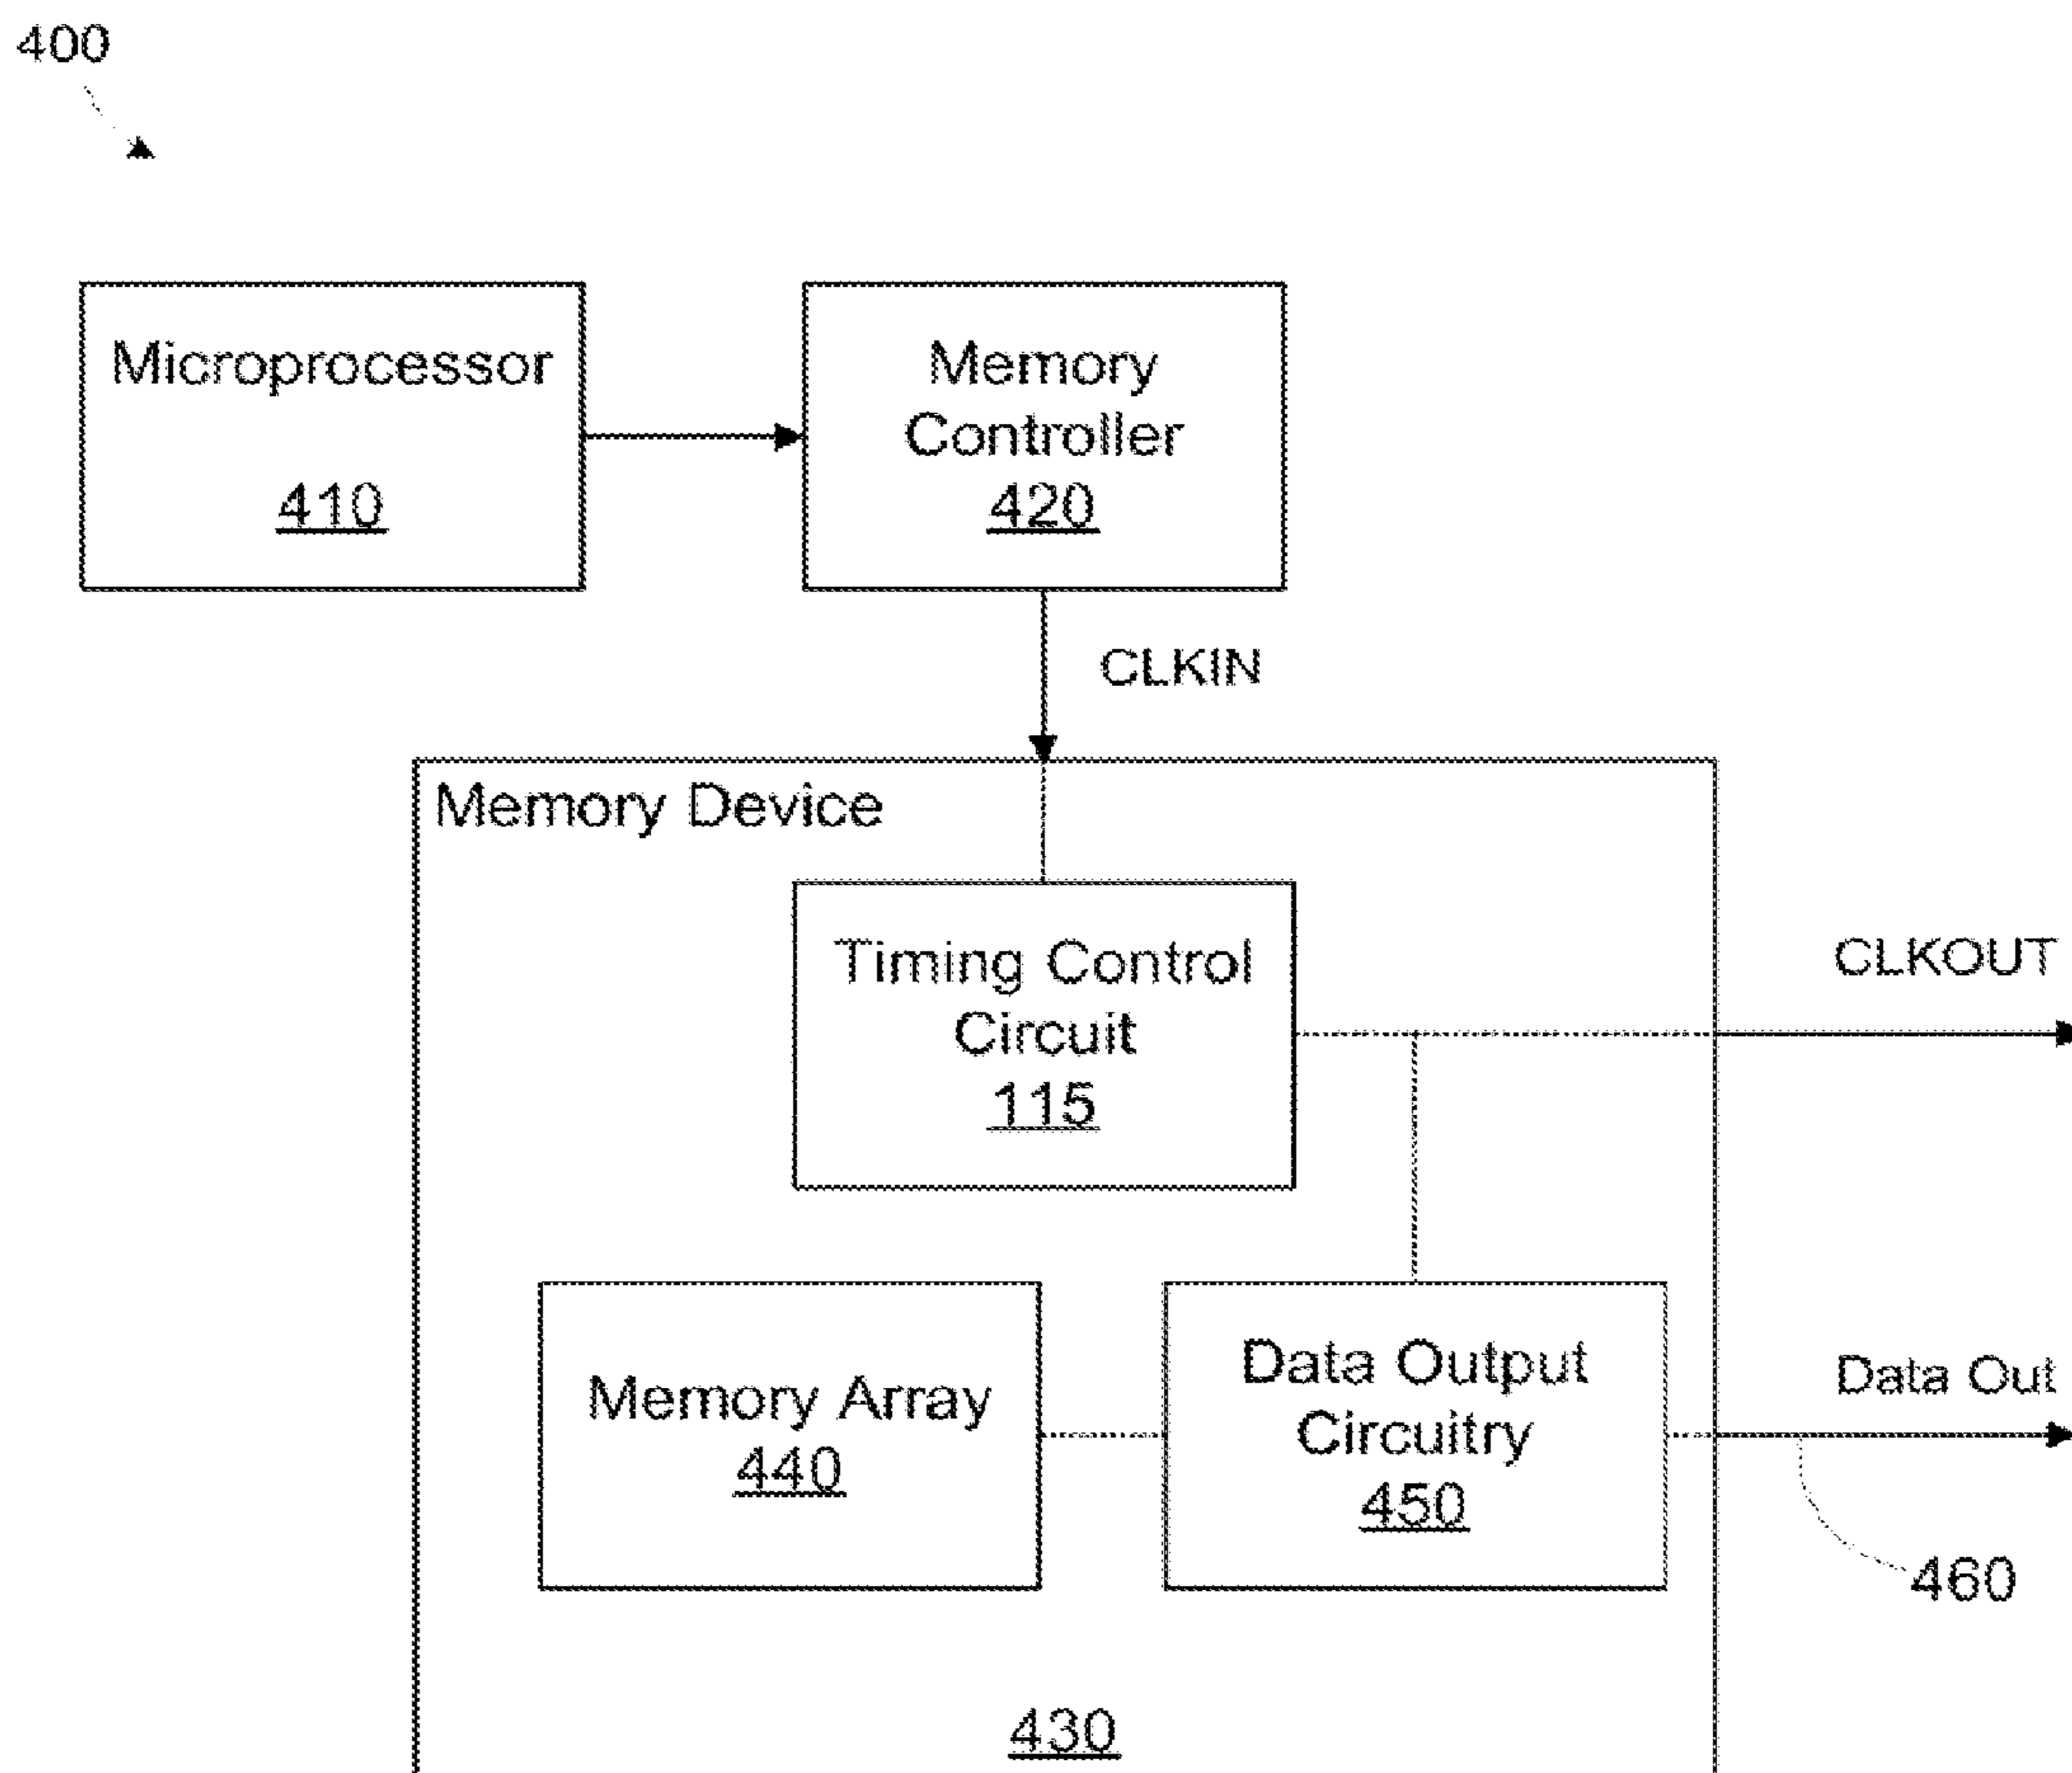 400
Microprocessor
410
Memory
Controller
420
CLKIN
Memory Device
Timing Control
Circuit
115
CLKOUT
Memory Array
440
Data Output
Circuitry
450
Data Out
460
430